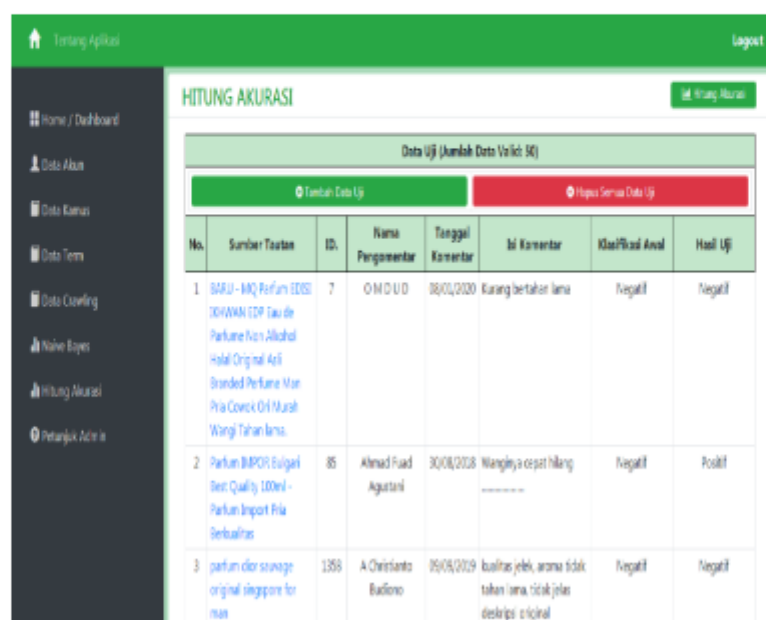 Tentang Aplikasi
Logout
Home / Dashboard
Data Akun
Data Kamus
Data Term
Data Crawling
Naive Bayes
Hitung Akurasi
Petunjuk Admin
HITUNG AKURASI
Hitung Akurasi
Data Uji (Jumlah Data Valid: 50)
Tambah Data Uji
Hapus Semua Data Uji
No. Sumber Tautan ID. Nama Pengomentar Tanggal Komentar Isi Komentar Klasifikasi Awal Hasil Uji
1 BARU - MQ Parfum EDISI 7 O M D U D 08/01/2020 Kurang bertahan lama Negatif Negatif
IKHWAN EDP Eau de
Parfume Non Alkohol
Halal Original Asli
Branded Perfume Man
Pria Cowok Ori Murah
Wangi Tahan lama.
2 Parfum IMPOR Bulgari 85 Ahmad Fuad 30/08/2018 Wanginya cepat hilang Negatif Positif
Best Quality 100ml - Agustani
Parfum Import Pria
Berkualitas
3 parfum dior sauvage 1358 A Christianto 09/09/2019 kualitas jelek, aroma tidak Negatif Negatif
original singapore for Budiono tahan lama, tidak jelas
man deskripsi original